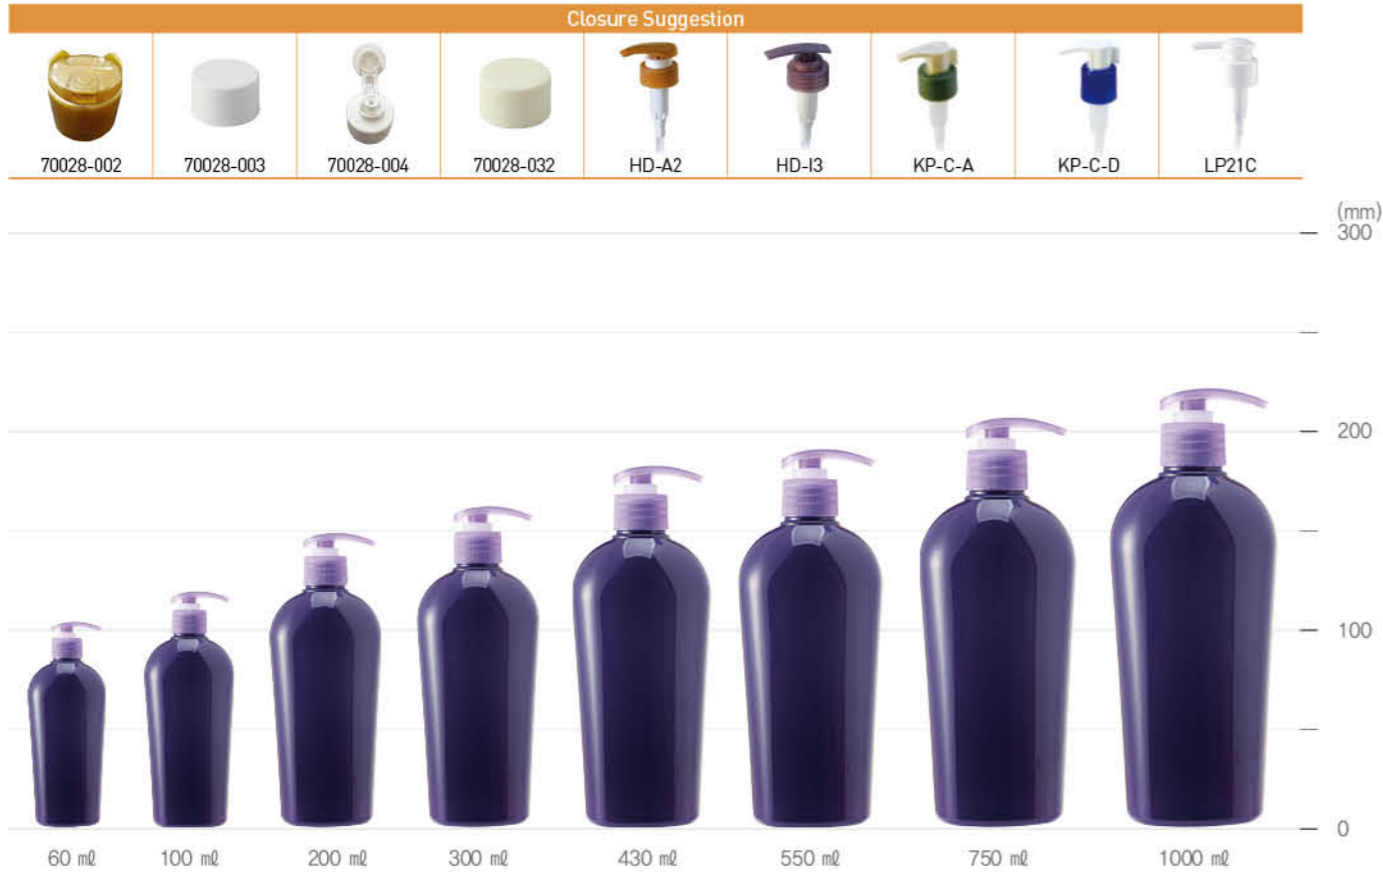 Closure Suggestion
70028-002 70028-003 70028-004 70028-032 HD-A2 HD-I3 KP-C-A KP-C-D LP21C
(mm)
300
200
100
0
60 ㎖ 100 ㎖ 200 ㎖ 300 ㎖ 430 ㎖ 550 ㎖ 750 ㎖ 1000 ㎖